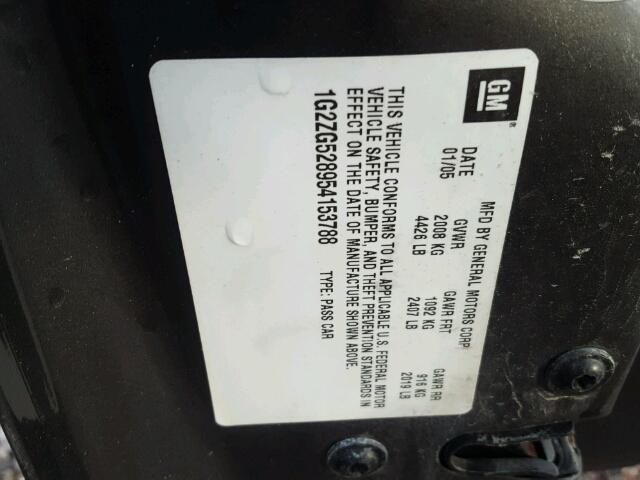 GM®
MFD BY GENERAL MOTORS CORP
DATE GVWR GAWR FRT GAWR RR
01/05 2008 KG 1092 KG 916 KG
4426 LB 2407 LB 2019 LB
THIS VEHICLE CONFORMS TO ALL APPLICABLE U.S. FEDERAL MOTOR
VEHICLE SAFETY, BUMPER, AND THEFT PREVENTION STANDARDS IN
EFFECT ON THE DATE OF MANUFACTURE SHOWN ABOVE.
1G2ZG528954153788 TYPE: PASS CAR